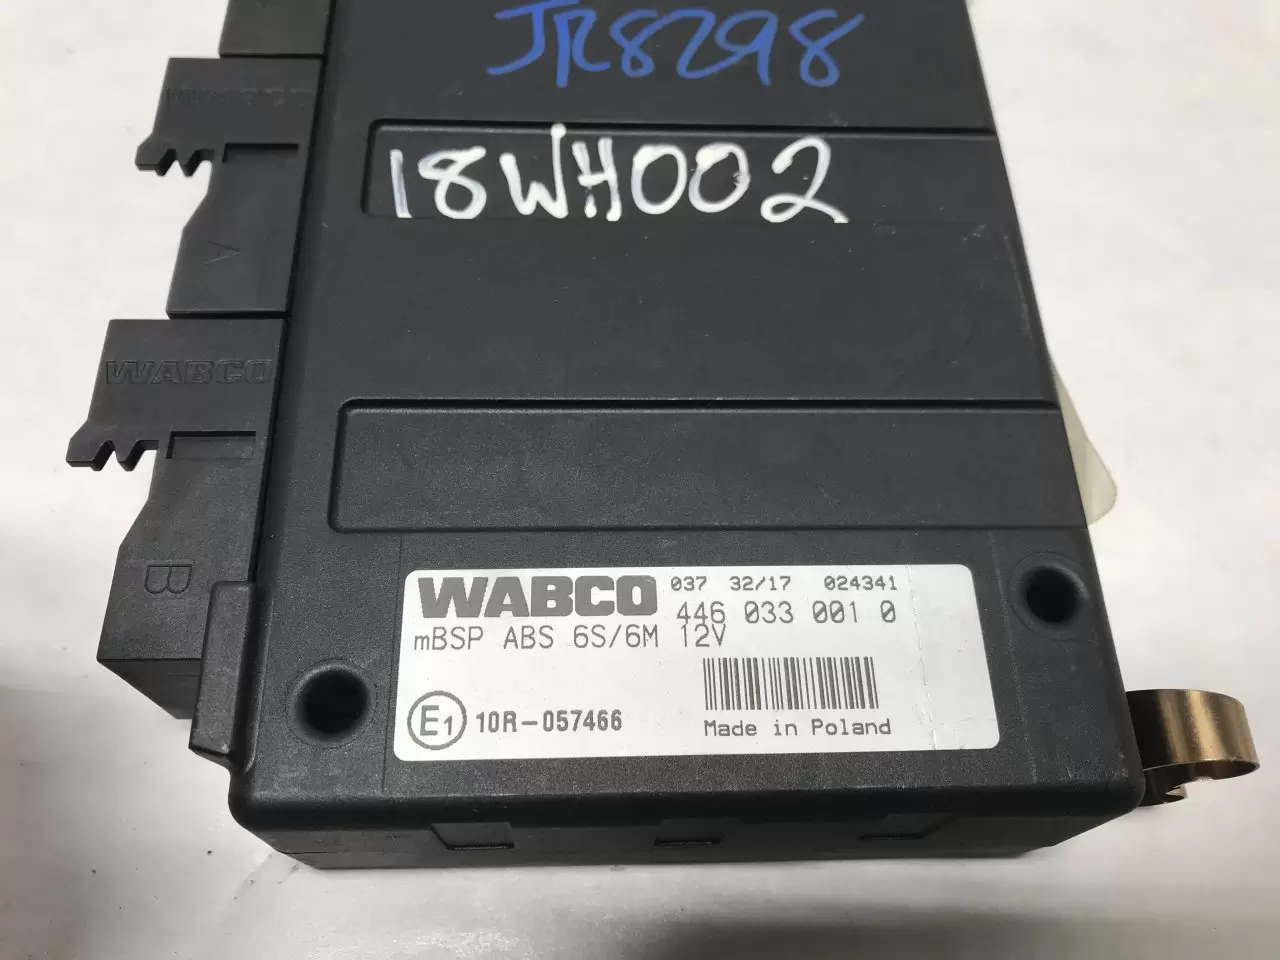 JR8298
WABCO
18WH002
A
WABCO
B
WABCO 037 32/17 024341
446 033 001 0
mBSP ABS 6S/6M 12V
E1 10R-057466
Made in Poland